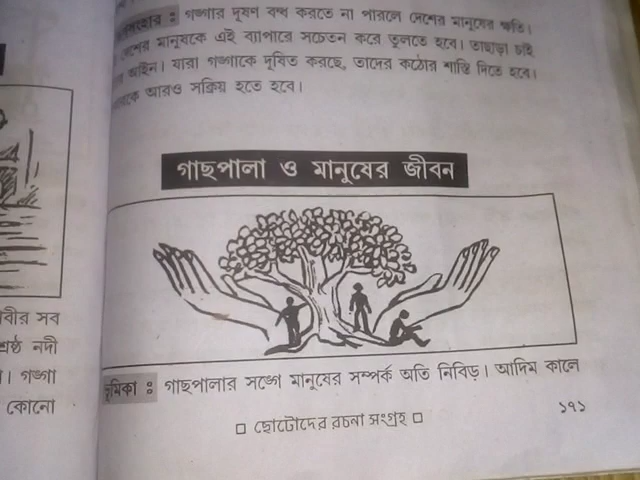 গঙ্গার দূষণ বন্ধ করতে না পারলে দেশের মানুষের ক্ষতি।
দেশের মানুষকে এই ব্যাপারে সচেতন করে তুলতে হবে। তাছাড়া চাই
আইন। যারা গঙ্গাকে দূষিত করছে, তাদের কঠোর শাস্তি দিতে হবে।
আরও সক্রিয় হতে হবে।
গাছপালা ও মানুষের জীবন
ভূমিকা : গাছপালার সঙ্গে মানুষের সম্পর্ক অতি নিবিড়। আদিম কালে
□ ছোটোদের রচনা সংগ্রহ □
১৭১
সব
নদী
। গঙ্গা
কোনো